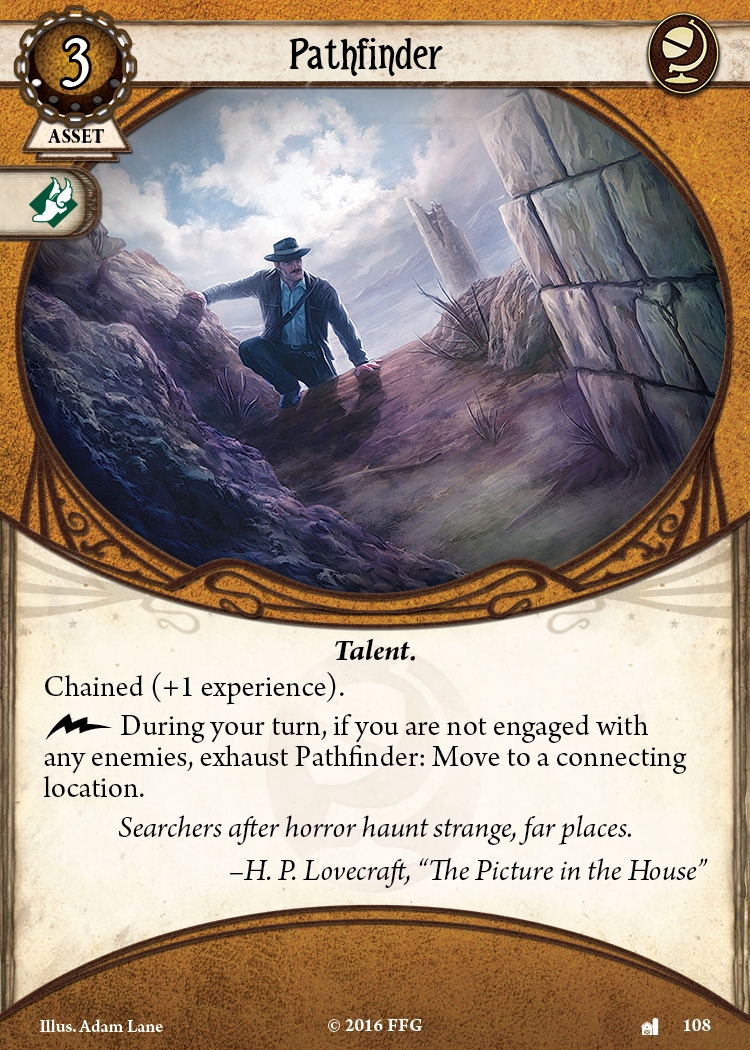 3
Pathfinder
ASSET
Talent.
Chained (+1 experience).
During your turn, if you are not engaged with
any enemies, exhaust Pathfinder: Move to a connecting
location.
Searchers after horror haunt strange, far places.
–H. P. Lovecraft, “The Picture in the House”
Illus. Adam Lane
© 2016 FFG
108